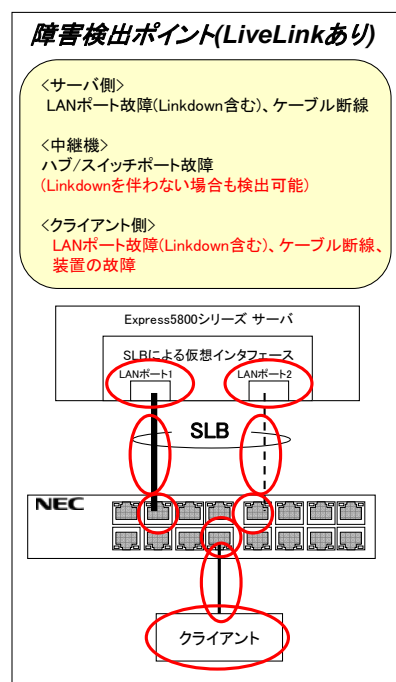 障害検出ポイント(LiveLinkあり)
<サーバ側>
LANポート故障(Linkdown含む)、ケーブル断線
<中継機>
ハブ/スイッチポート故障
(Linkdownを伴わない場合も検出可能)
<クライアント側>
LANポート故障(Linkdown含む)、ケーブル断線、
装置の故障
Express5800シリーズ サーバ
SLBによる仮想インタフェース
LANポート1 LANポート2
SLB
NEC
クライアント